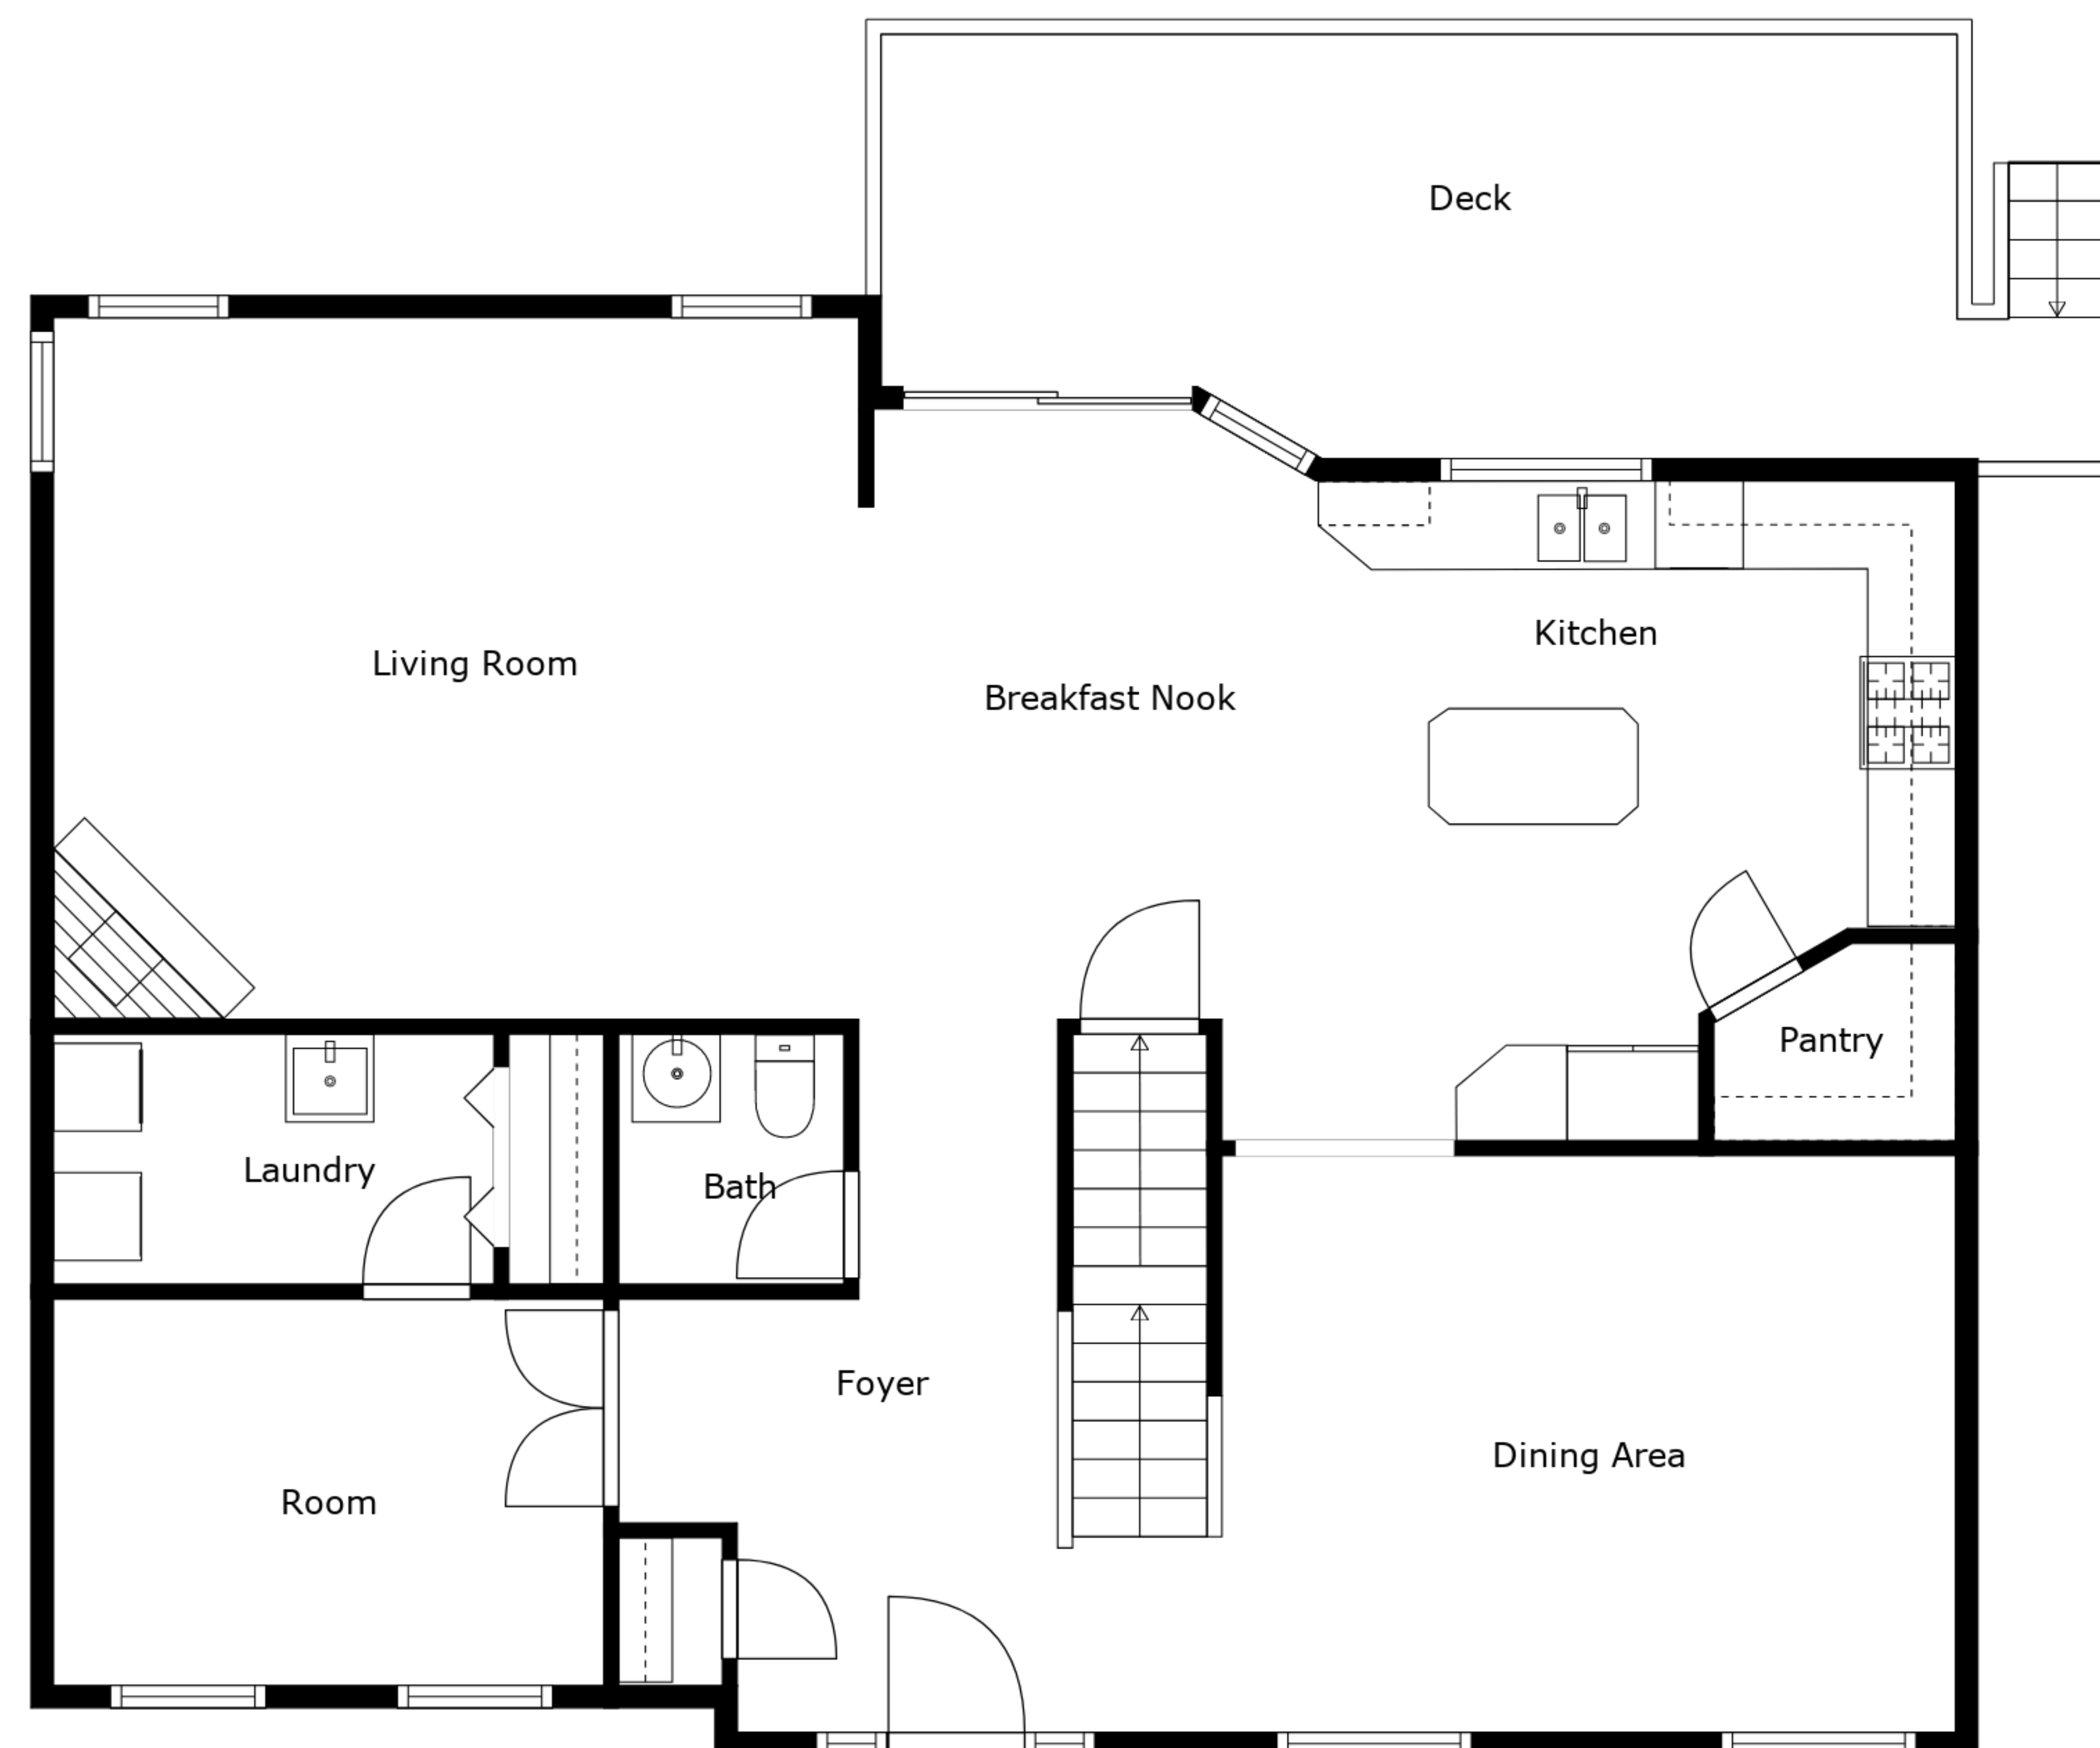 Deck
Living Room
Breakfast Nook
Kitchen
Pantry
Laundry
Bath
Foyer
Dining Area
Room